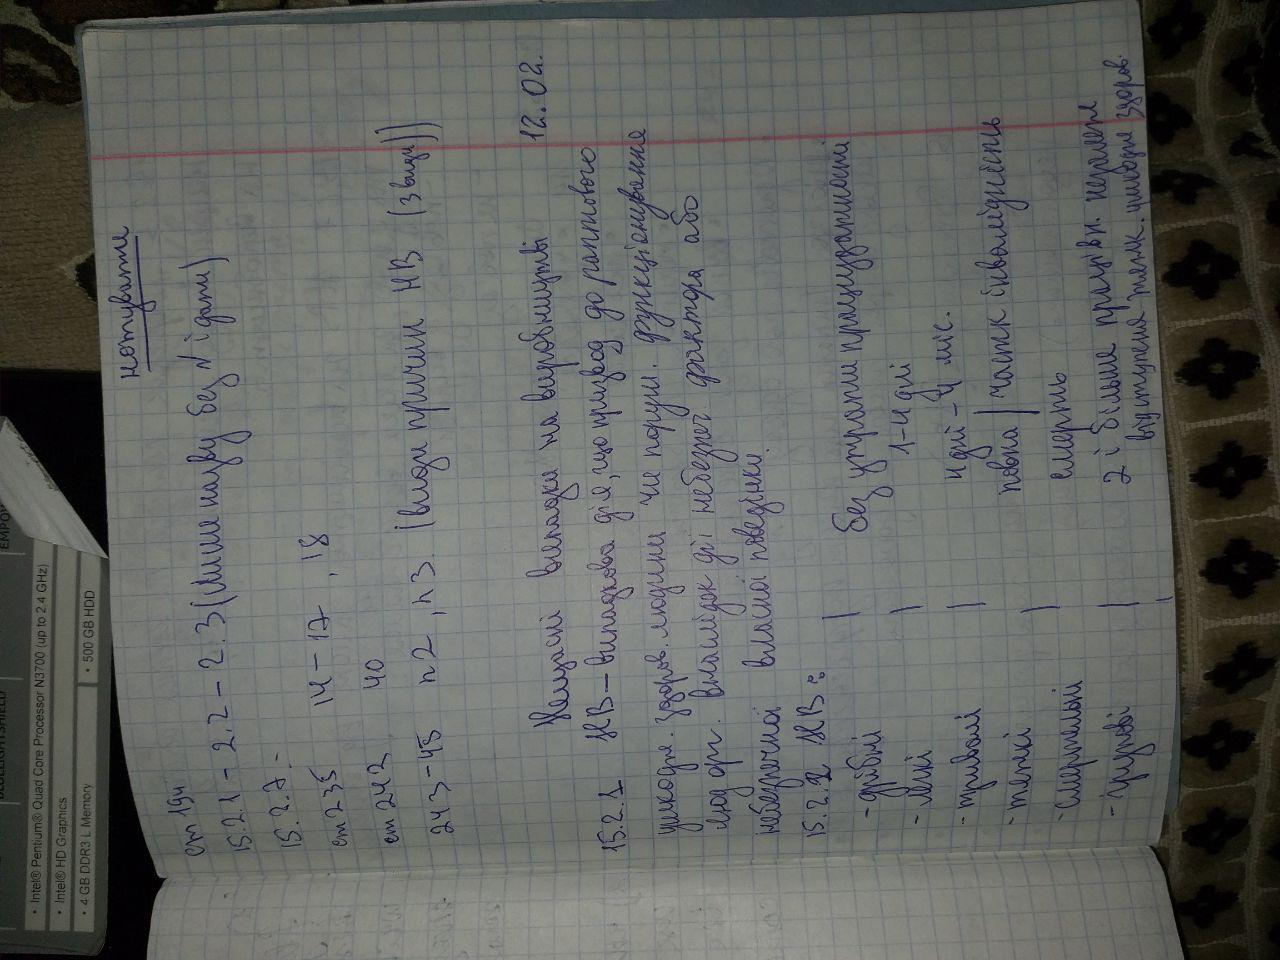 BLUELIGHTSHIELD
EMPOW
• Intel® Pentium® Quad Core Processor N3700 (up to 2.4 GHz)
• Intel® HD Graphics
• 4 GB DDR3 L Memory • 500 GB HDD
нотувати
ст 194
15.2.1 – 2.2 – 2.3 (лише назву без № і дати)
15.2.7. –
ст 235 14 – 17 , 18
ст 242 40
243 – 45 п2 , п3. (види причин НВ (3 види))
Нещасні випадки на виробництві 12.02.
15.2.1 НВ – випадкова дія, що призвод до раптового
ушкодж. здоров. людини чи поруш. функціонування
люд орг. внаслідок дії небезпеч фактора або
небезпечної власної поведінки.
15.2.2 НВ:
- дрібні | без утрати працездатності
- легкі | 1-4 дні
- тривалі | 4 дні – 4 міс.
- тяжкі | повна | частк інвалідність
- смертельні | смерть
- групові | 2 і більше працівн. незалеж
від ступеня тяжк. ушкодж здоров.